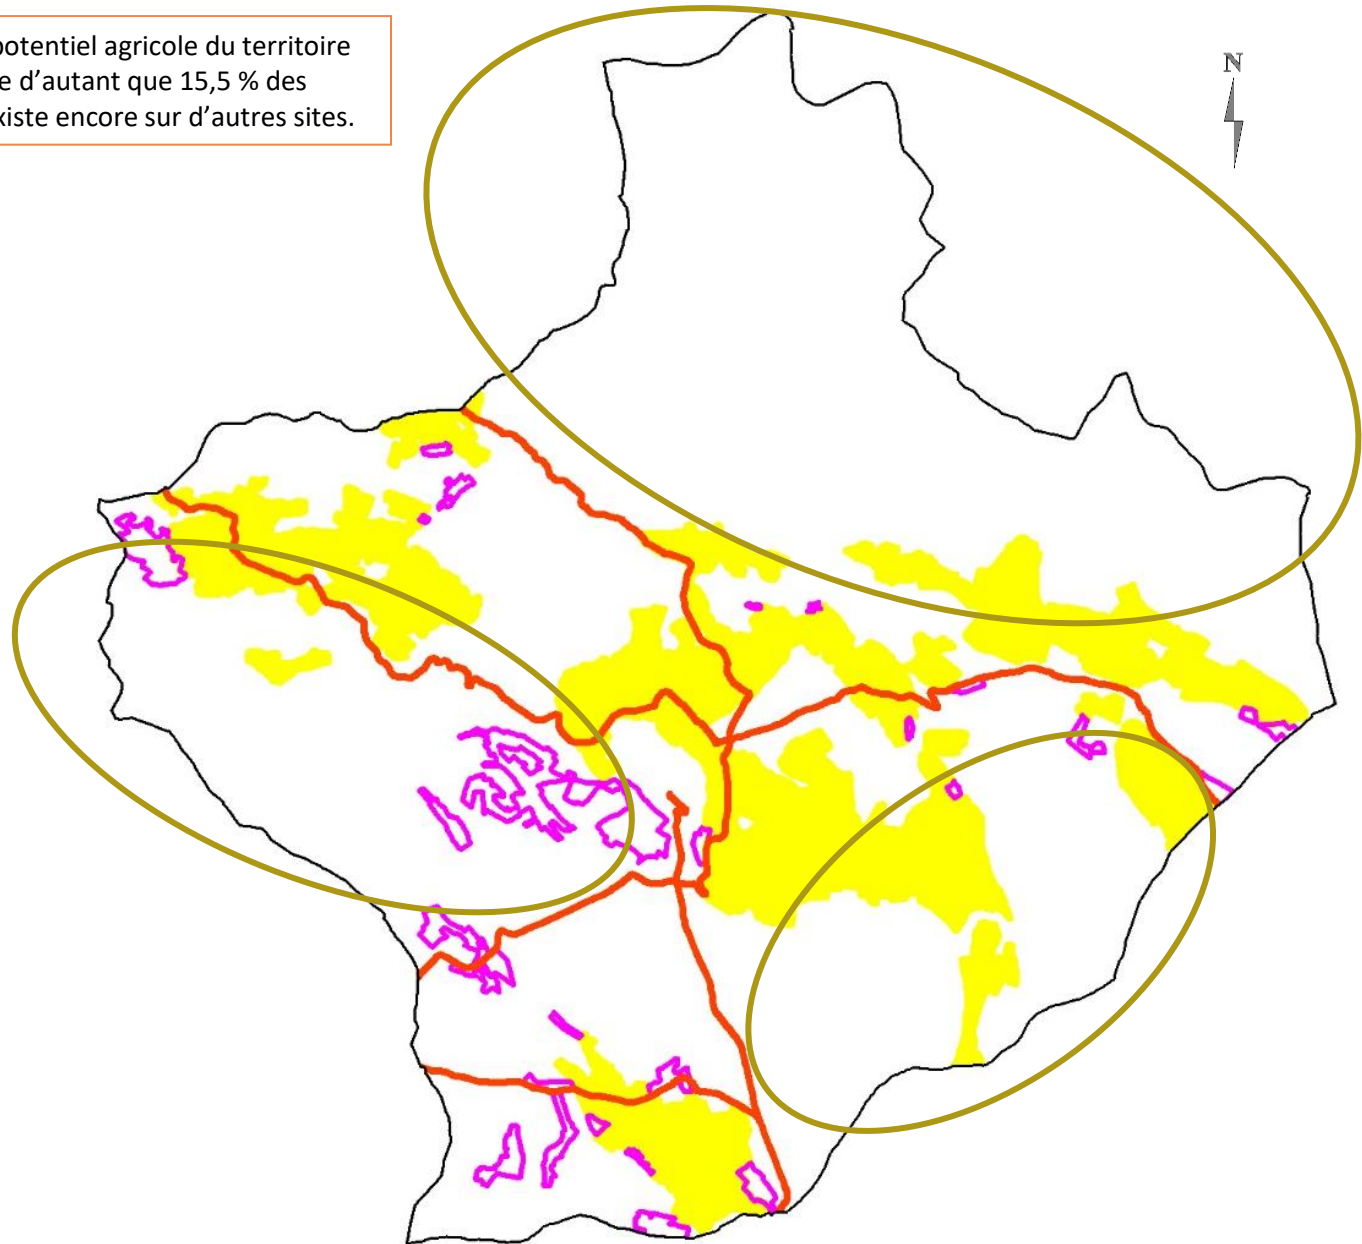 potentiel agricole du territoire
e d'autant que 15,5 % des
xiste encore sur d'autres sites.
N